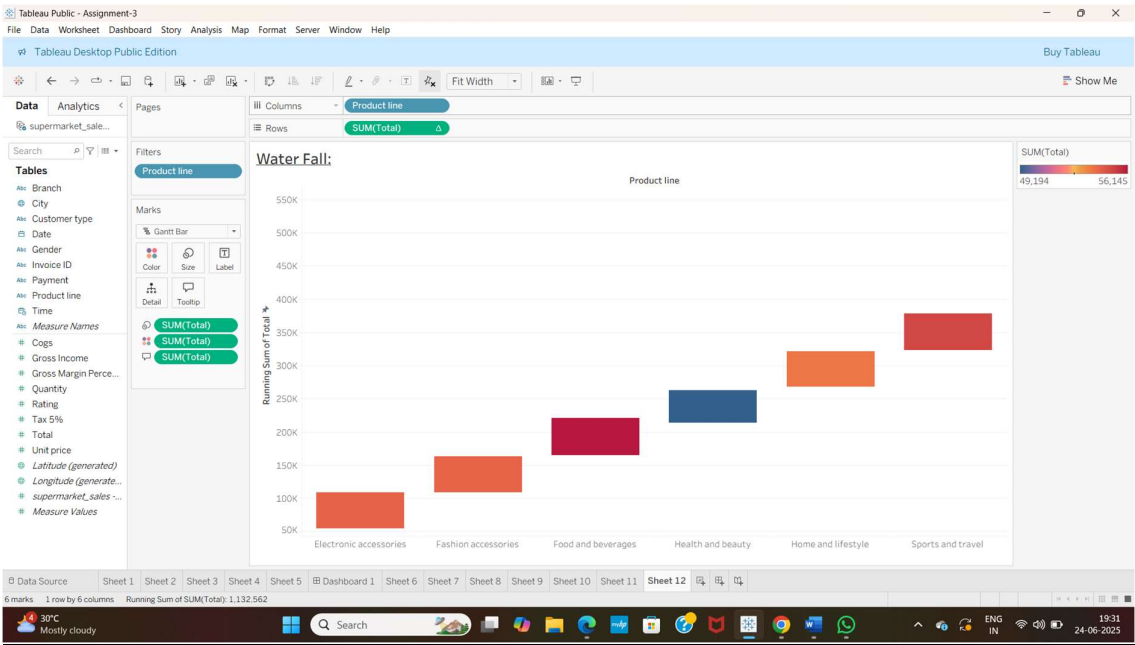 Tableau Public - Assignment-3
File Data Worksheet Dashboard Story Analysis Map Format Server Window Help
Tableau Desktop Public Edition
Buy Tableau
Fit Width
Show Me
Data Analytics
Pages
Columns
Product line
supermarket_sale...
Rows
SUM(Total)
Search
Filters
Product line
Tables
Abc Branch
City
Abc Customer type
Date
Abc Gender
Abc Invoice ID
Abc Payment
Abc Product line
Time
Abc Measure Names
# Cogs
# Gross Income
# Gross Margin Perce...
# Quantity
# Rating
# Tax 5%
# Total
# Unit price
Latitude (generated)
Longitude (generate...
# supermarket_sales -...
# Measure Values
Marks
Gantt Bar
Color Size Label
Detail Tooltip
SUM(Total)
SUM(Total)
SUM(Total)
Water Fall:
Product line
550K
500K
450K
400K
350K
300K
250K
200K
150K
100K
50K
Running Sum of Total
Electronic accessories Fashion accessories Food and beverages Health and beauty Home and lifestyle Sports and travel
SUM(Total)
49,194 56,145
Data Source Sheet 1 Sheet 2 Sheet 3 Sheet 4 Sheet 5 Dashboard 1 Sheet 6 Sheet 7 Sheet 8 Sheet 9 Sheet 10 Sheet 11 Sheet 12
6 marks 1 row by 6 columns Running Sum of SUM(Total): 1,132,562
4
30°C
Mostly cloudy
Search
ENG
IN
19:31
24-06-2025